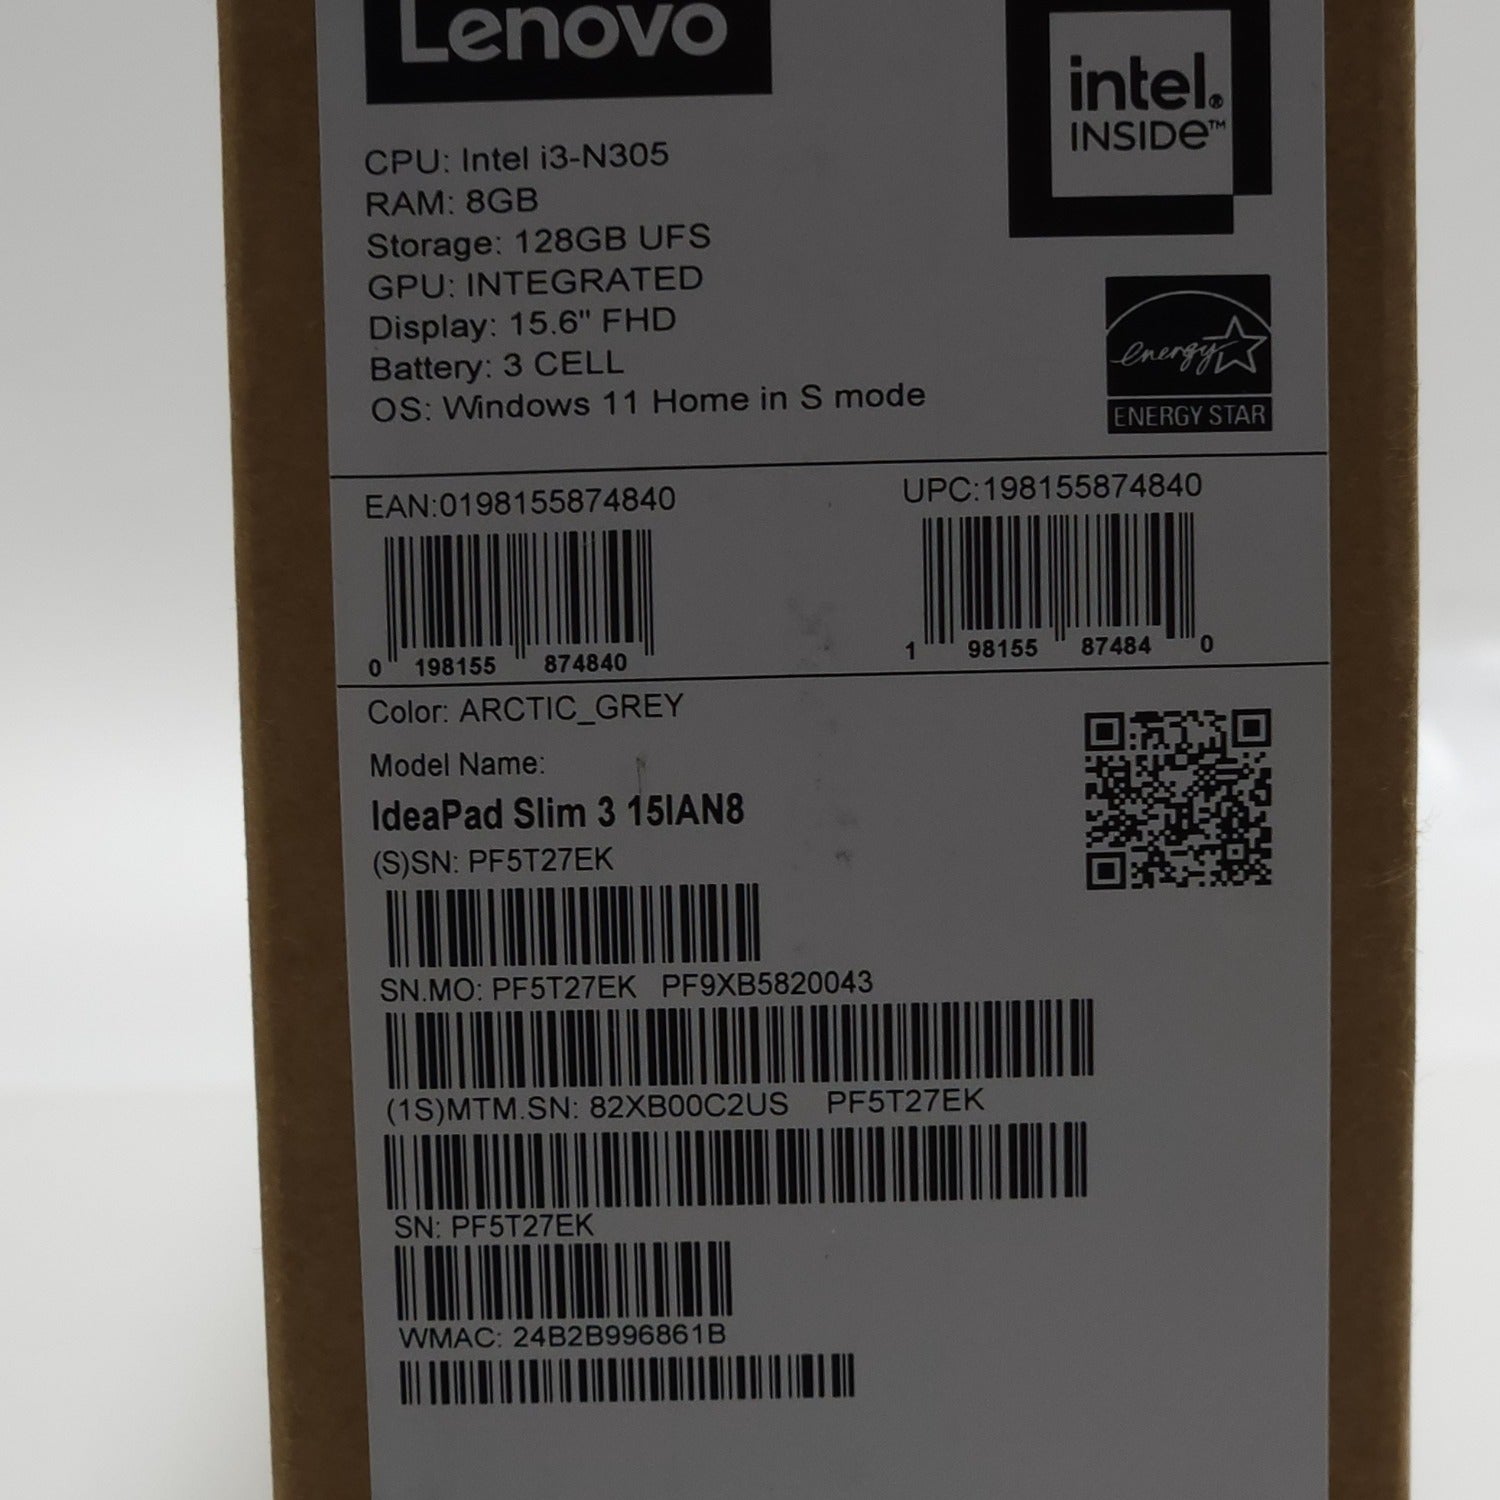 Lenovo
intel®
INSIDE™
CPU: Intel i3-N305
RAM: 8GB
Storage: 128GB UFS
GPU: INTEGRATED
Display: 15.6" FHD
Battery: 3 CELL
OS: Windows 11 Home in S mode
energy
ENERGY STAR
EAN:0198155874840
0 198155 874840
UPC:198155874840
1 98155 87484 0
Color: ARCTIC_GREY
Model Name:
IdeaPad Slim 3 15IAN8
(S)SN: PF5T27EK
SN.MO: PF5T27EK PF9XB5820043
(1S)MTM.SN: 82XB00C2US PF5T27EK
SN: PF5T27EK
WMAC: 24B2B996861B